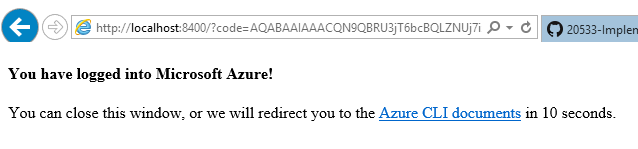 http://localhost:8400/?code=AQABAAIAAACQN9QBRU3jT6bcBQLZNUj7i
20533-Implem
You have logged into Microsoft Azure!
You can close this window, or we will redirect you to the Azure CLI documents in 10 seconds.